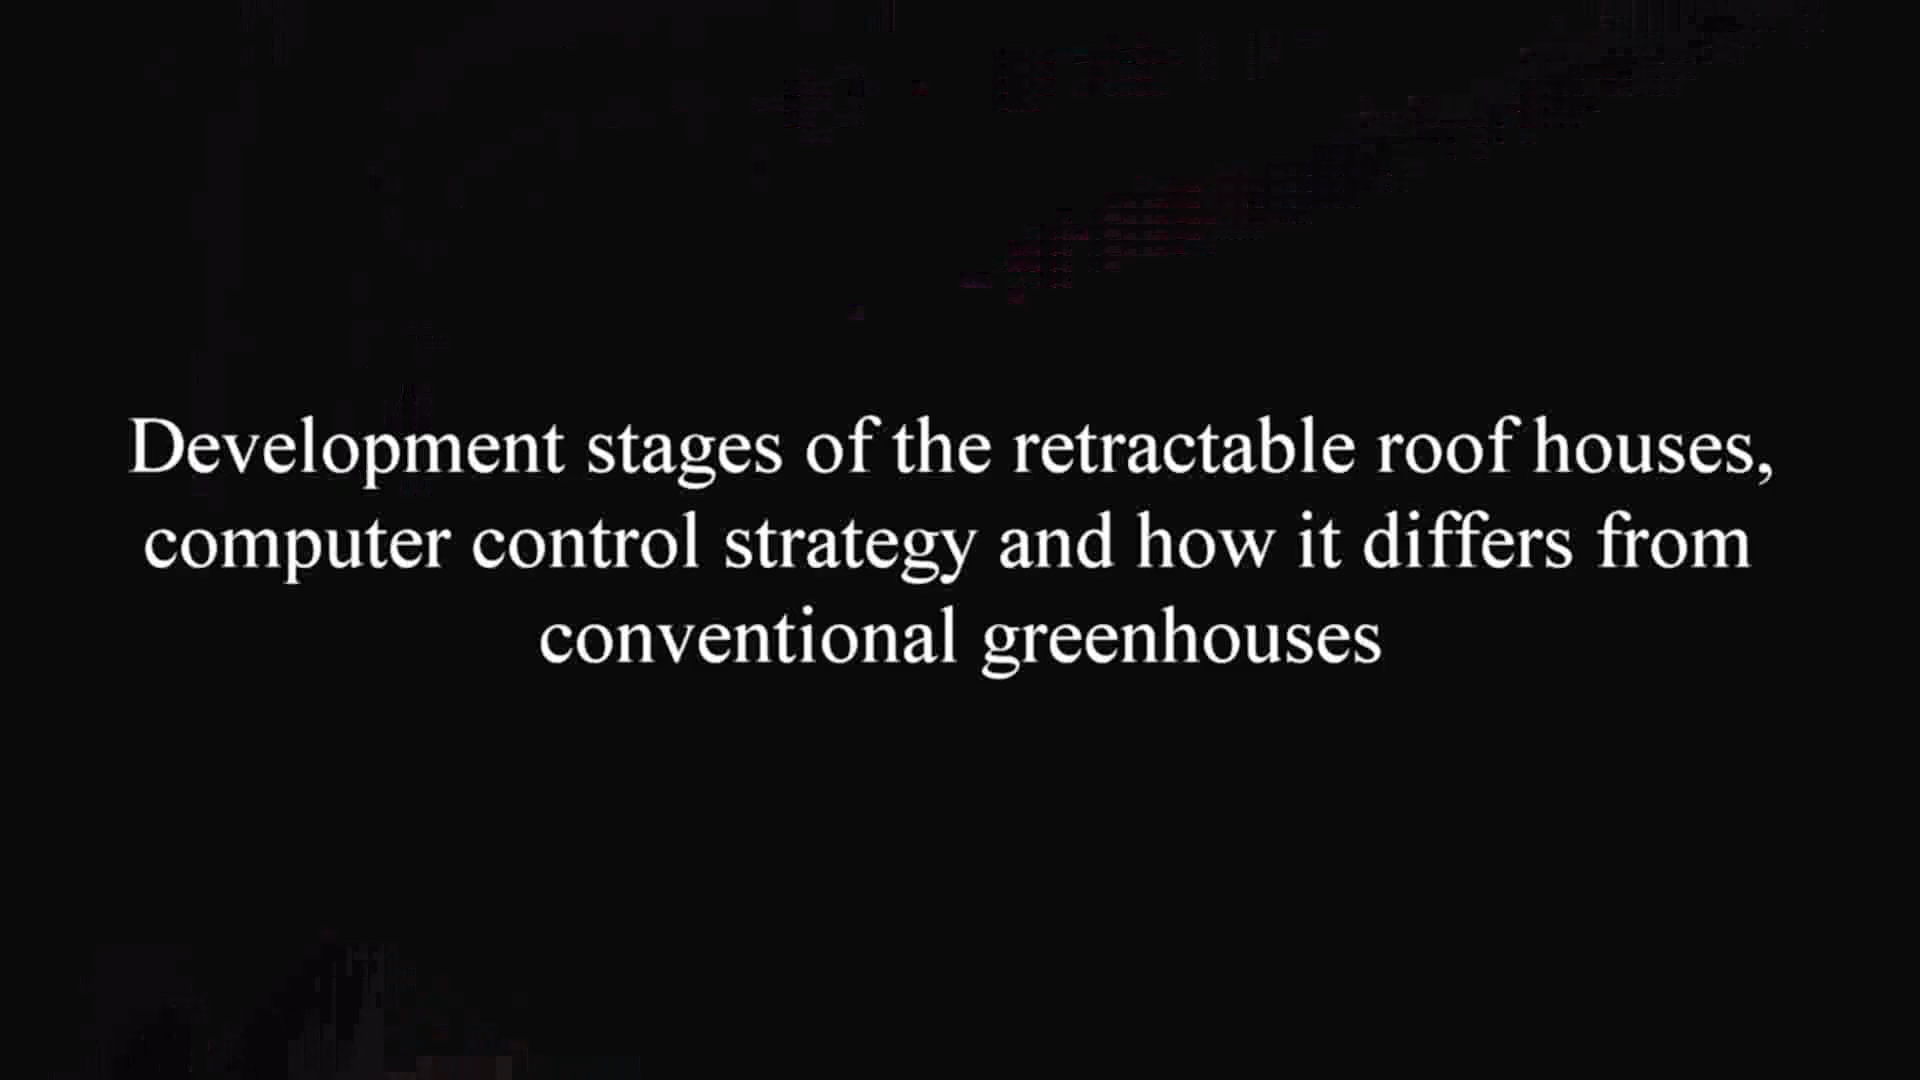 Development stages of the retractable roof houses,
computer control strategy and how it differs from
conventional greenhouses